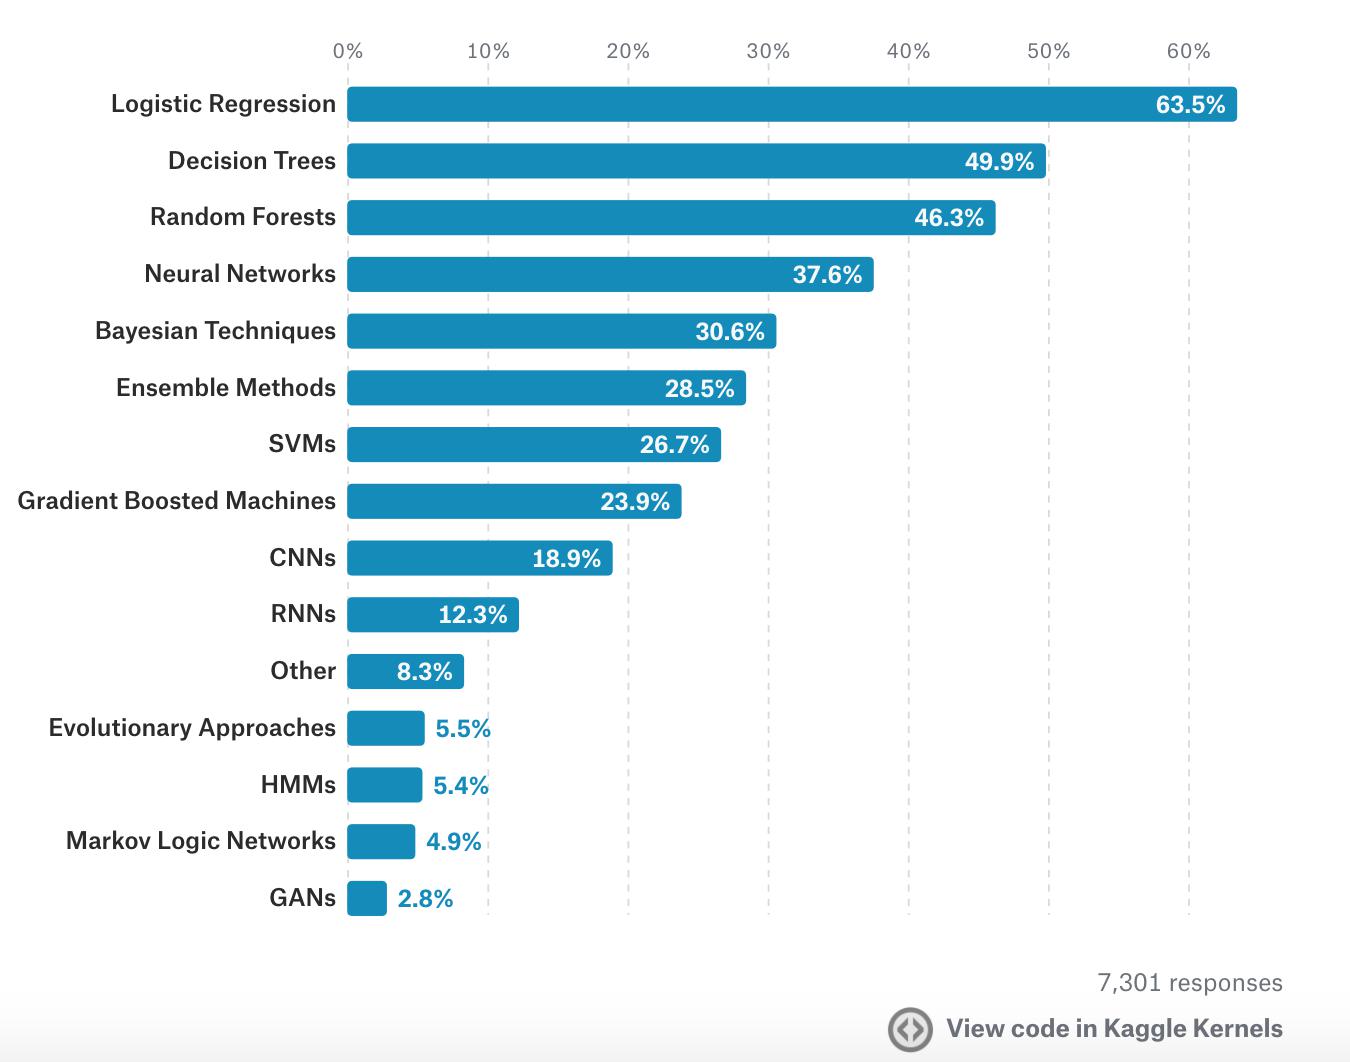 0% 10% 20% 30% 40% 50% 60%
Logistic Regression 63.5%
Decision Trees 49.9%
Random Forests 46.3%
Neural Networks 37.6%
Bayesian Techniques 30.6%
Ensemble Methods 28.5%
SVMs 26.7%
Gradient Boosted Machines 23.9%
CNNs 18.9%
RNNs 12.3%
Other 8.3%
Evolutionary Approaches 5.5%
HMMs 5.4%
Markov Logic Networks 4.9%
GANs 2.8%
7,301 responses
View code in Kaggle Kernels